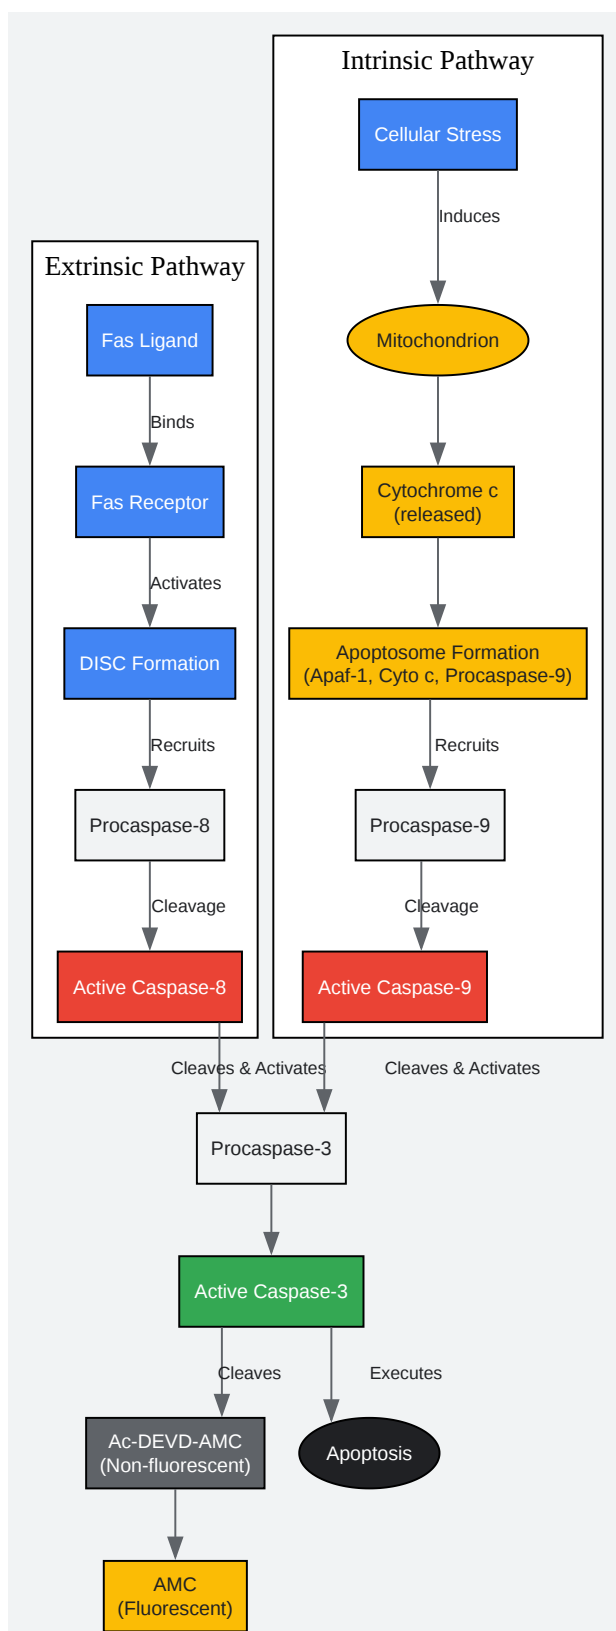 Intrinsic Pathway
Cellular Stress
Induces
Mitochondrion
Cytochrome c
(released)
Apoptosome Formation
(Apaf-1, Cyto c, Procaspase-9)
Recruits
Procaspase-9
Cleavage
Active Caspase-9
Cleaves & Activates
Extrinsic Pathway
Fas Ligand
Binds
Fas Receptor
Activates
DISC Formation
Recruits
Procaspase-8
Cleavage
Active Caspase-8
Cleaves & Activates
Procaspase-3
Active Caspase-3
Cleaves
Executes
Ac-DEVD-AMC
(Non-fluorescent)
Apoptosis
AMC
(Fluorescent)